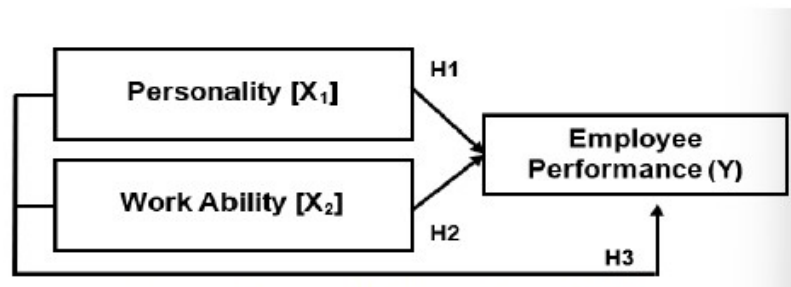 H1
Personality [X₁]
Employee
Performance (Y)
Work Ability [X₂]
H2
H3